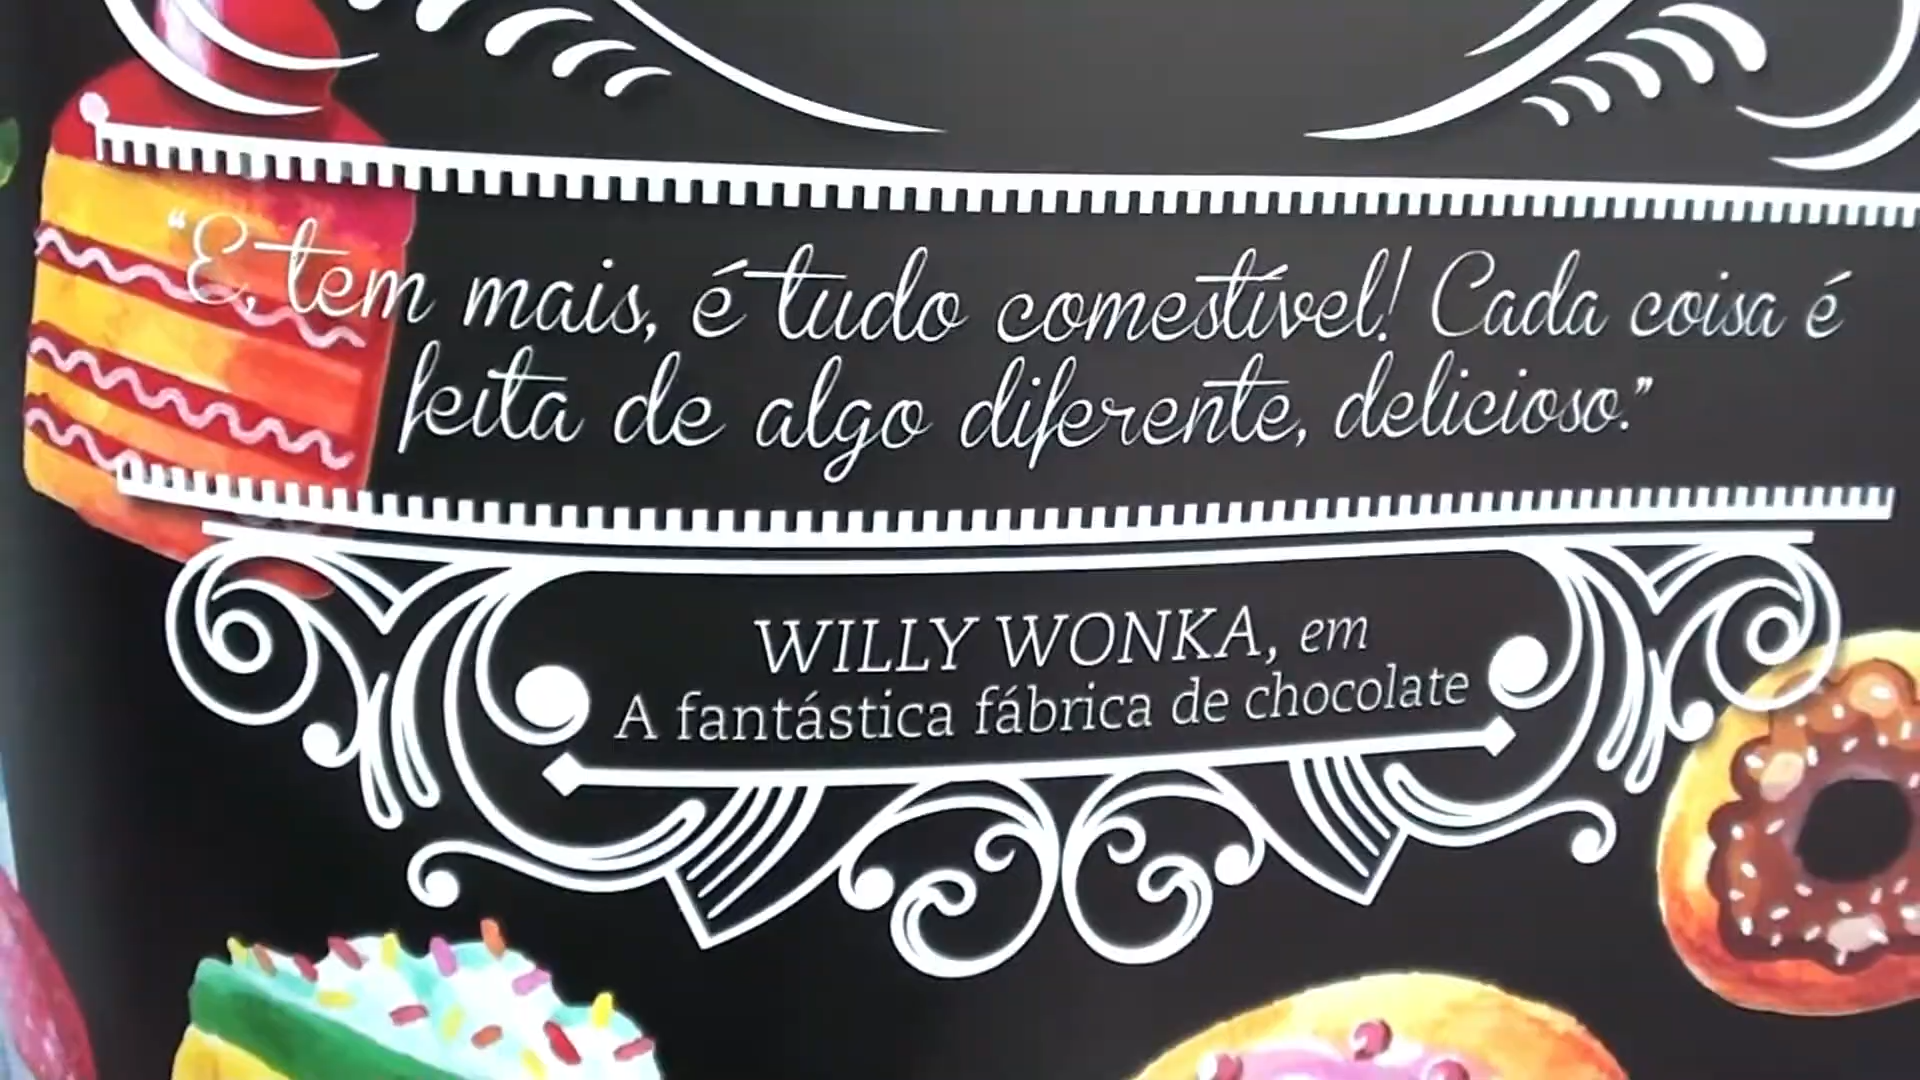 “E, tem mais, é tudo comestível! Cada coisa é
feita de algo diferente, delicioso.”
WILLY WONKA, em
A fantástica fábrica de chocolate